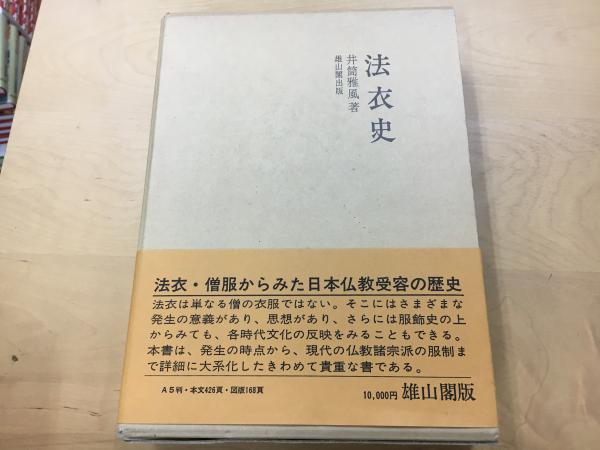 法衣史
井筒雅風 著
雄山閣出版
法衣・僧服からみた日本仏教受容の歴史
法衣は単なる僧の衣服ではない。そこにはさまざまな
発生の意義があり、思想があり、さらには服飾史の上
からみても、各時代文化の反映をみることもできる。
本書は、発生の時点から、現代の仏教諸宗派の服制ま
で詳細に大系化したきわめて貴重な書である。
A5判・本文426頁・図版168頁
10,000円 雄山閣版